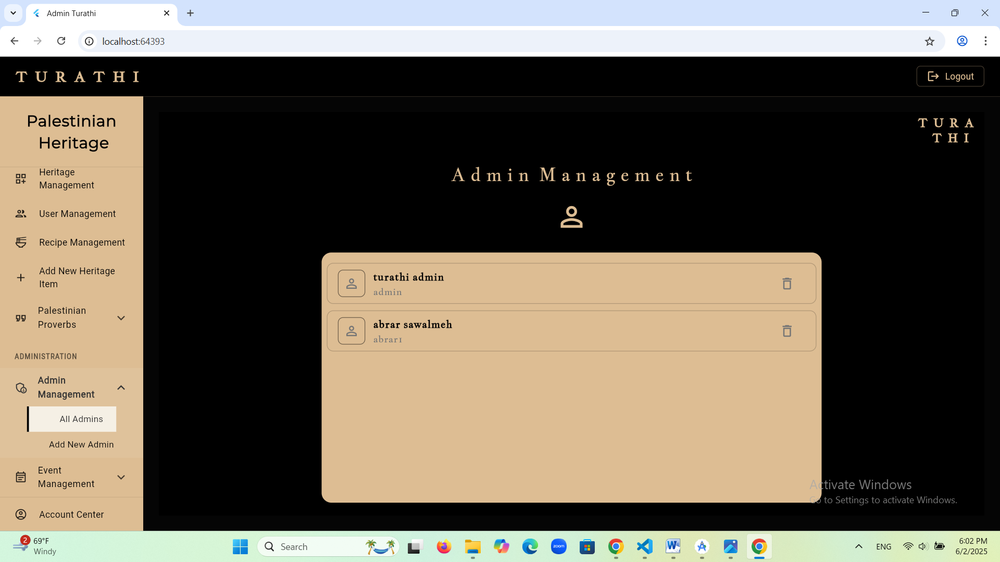 Admin Turathi
localhost:64393
TURATHI
Logout
Palestinian
Heritage
Heritage
Management
User Management
Recipe Management
Add New Heritage
Item
Palestinian
Proverbs
ADMINISTRATION
Admin
Management
All Admins
Add New Admin
Event
Management
Account Center
TURA
THI
Admin Management
turathi admin
admin
abrar sawalmeh
abrar1
Activate Windows
Go to Settings to activate Windows.
2
69°F
Windy
Search
zoom
ENG
6:02 PM
6/2/2025